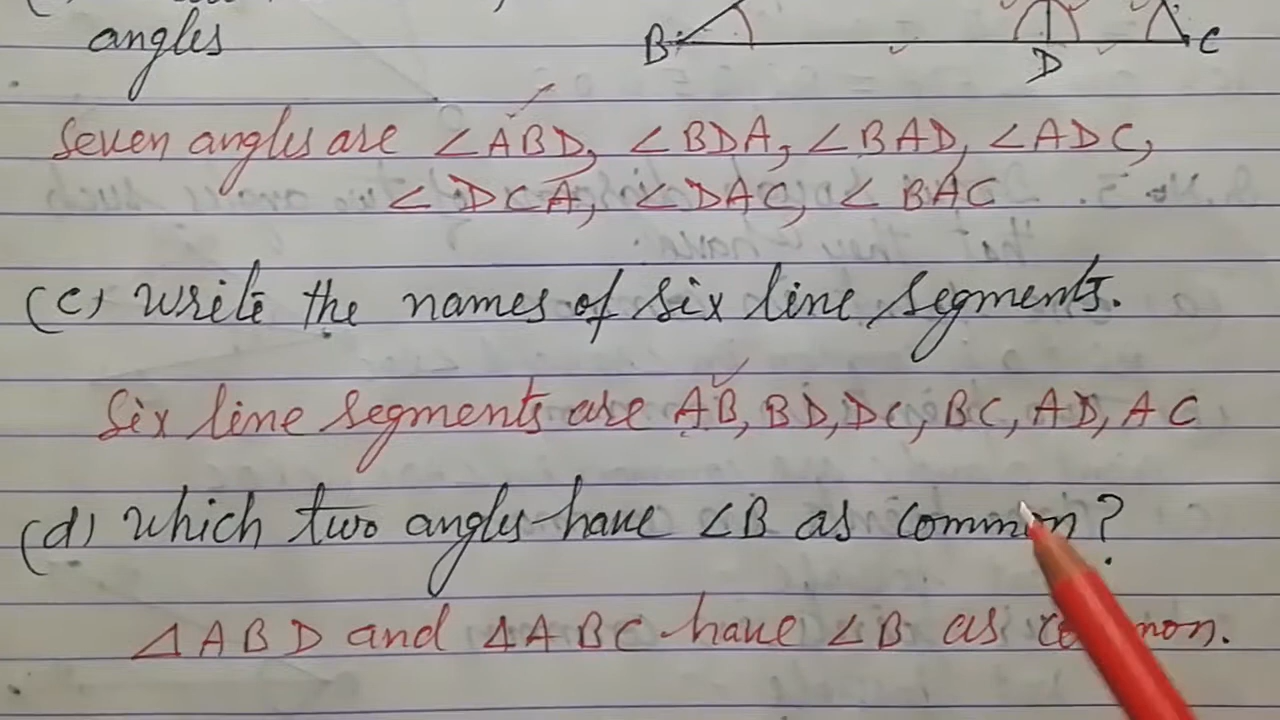 angles
B
D
C
Seven angles are ∠ABD, ∠BDA, ∠BAD, ∠ADC,
∠DCA, ∠DAC, ∠BAC
(c) Write the names of six line segments.
Six line segments are AB, BD, DC, BC, AD, AC
(d) Which two angles have ∠B as common?
ΔABD and ΔABC have ∠B as common.